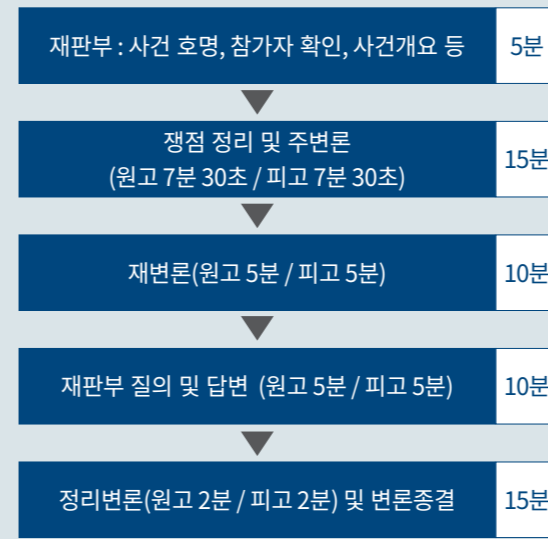 재판부 : 사건 호명, 참가자 확인, 사건개요 등 5분
쟁점 정리 및 주변론
(원고 7분 30초 / 피고 7분 30초)
15분
재변론(원고 5분 / 피고 5분) 10분
재판부 질의 및 답변 (원고 5분 / 피고 5분) 10분
정리변론(원고 2분 / 피고 2분) 및 변론종결 15분